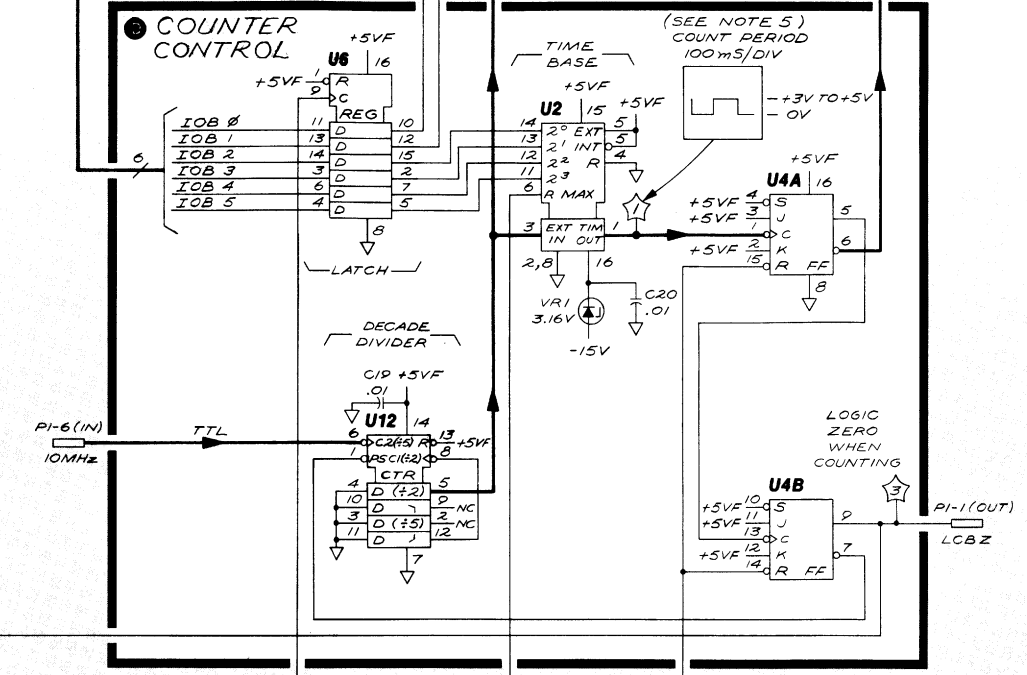 B COUNTER
CONTROL
+5VF
U6
16
+5VF 1 R
9 C
REG
IOB Ø 11 D 10
IOB 1 13 D 12
IOB 2 14 D 15
IOB 3 3 D 2
IOB 4 6 D 7
IOB 5 4 D 5
6
8
LATCH
TIME
BASE
+5VF
U2
15
+5VF
14 2⁰ EXT 5
13 2¹ INT 5
12 2² R 4
11 2³
6 R MAX
3 EXT TIM 1
IN OUT
2,8
16
VR1
3.16V
C20
.01
-15V
(SEE NOTE 5)
COUNT PERIOD
100mS/DIV
+3V TO +5V
0V
1
+5VF
U4A
16
+5VF 4 S
+5VF 3 J 5
1 C
+5VF 2 K 6
15 R FF
8
DECADE
DIVIDER
C19 +5VF
.01
U12
14
P1-6(IN)
10MHz
TTL
6 C2(÷5) R 13 +5VF
1 PS C1(÷2) 8
CTR
4 D (÷2) 5
10 D 9 NC
3 D (÷5) 2 NC
11 D 12
7
LOGIC
ZERO
WHEN
COUNTING
3
U4B
+5VF 10 S
+5VF 11 J 9
13 C
+5VF 12 K 7
14 R FF
P1-1(OUT)
LCBZ